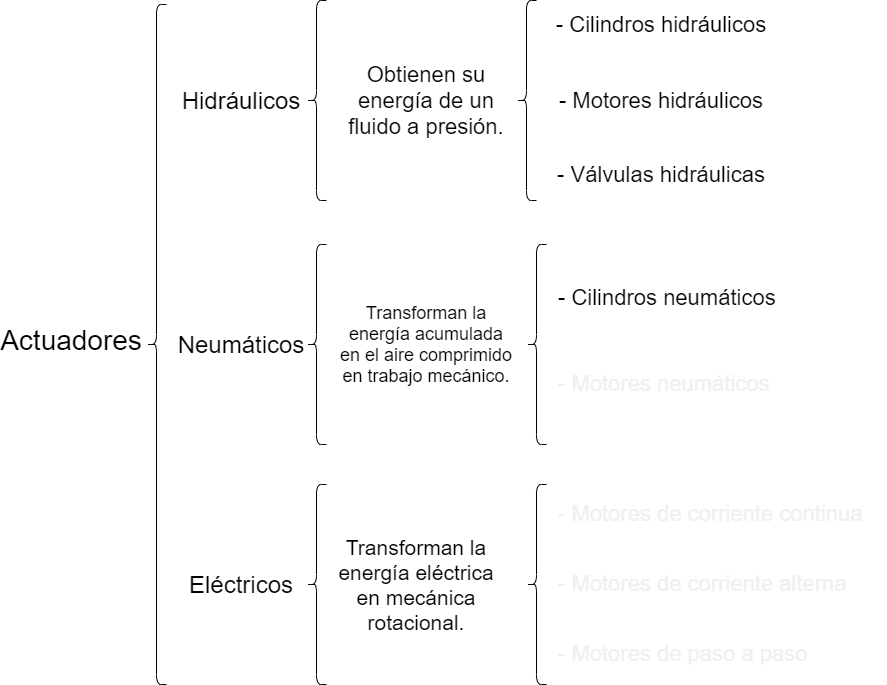 Actuadores
Hidráulicos
Obtienen su
energía de un
fluido a presión.
- Cilindros hidráulicos
- Motores hidráulicos
- Válvulas hidráulicas
Neumáticos
Transforman la
energía acumulada
en el aire comprimido
en trabajo mecánico.
- Cilindros neumáticos
- Motores neumáticos
Eléctricos
Transforman la
energía eléctrica
en mecánica
rotacional.
- Motores de corriente continua
- Motores de corriente alterna
- Motores de paso a paso